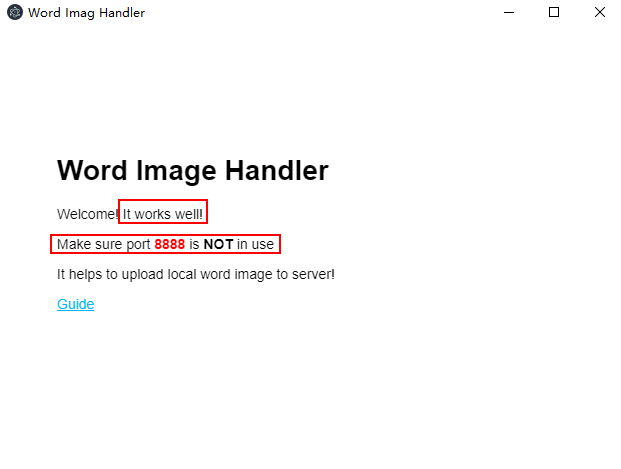 Word Imag Handler
Word Image Handler
Welcome! It works well!
Make sure port 8888 is NOT in use
It helps to upload local word image to server!
Guide